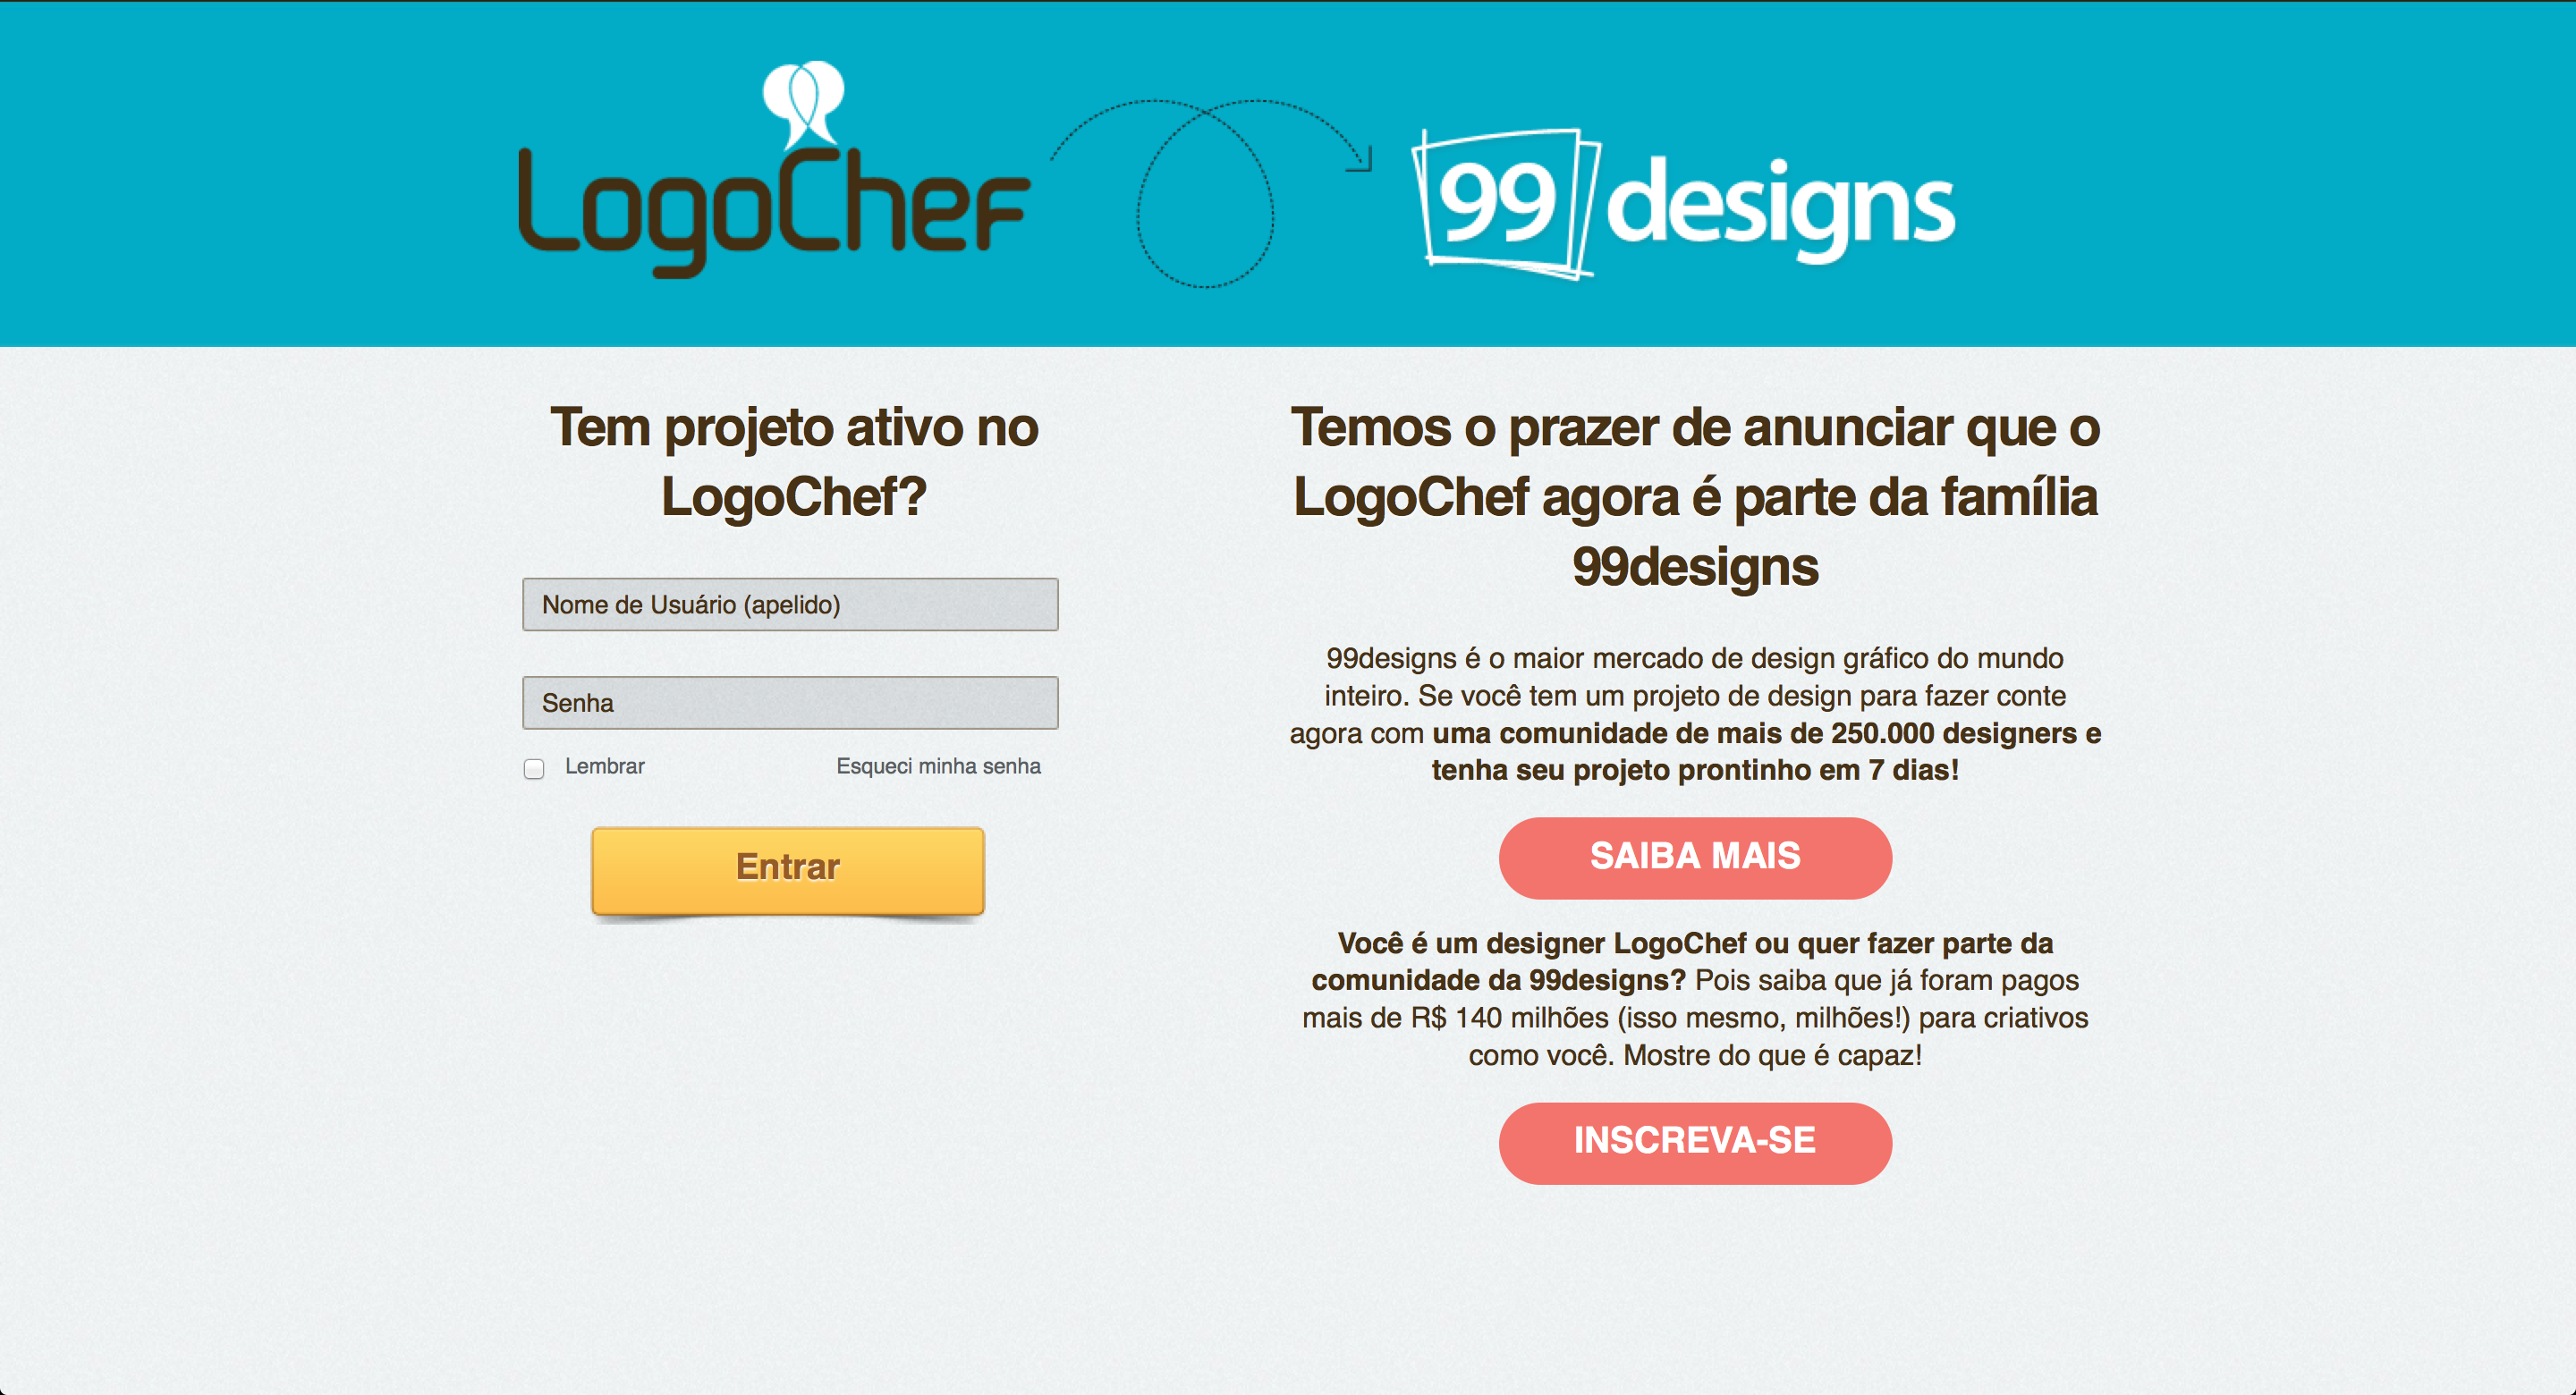 LogoChef
99designs
Tem projeto ativo no
LogoChef?
Nome de Usuário (apelido)
Senha
Lembrar
Esqueci minha senha
Entrar
Temos o prazer de anunciar que o
LogoChef agora é parte da família
99designs
99designs é o maior mercado de design gráfico do mundo
inteiro. Se você tem um projeto de design para fazer conte
agora com uma comunidade de mais de 250.000 designers e
tenha seu projeto prontinho em 7 dias!
SAIBA MAIS
Você é um designer LogoChef ou quer fazer parte da
comunidade da 99designs? Pois saiba que já foram pagos
mais de R$ 140 milhões (isso mesmo, milhões!) para criativos
como você. Mostre do que é capaz!
INSCREVA-SE